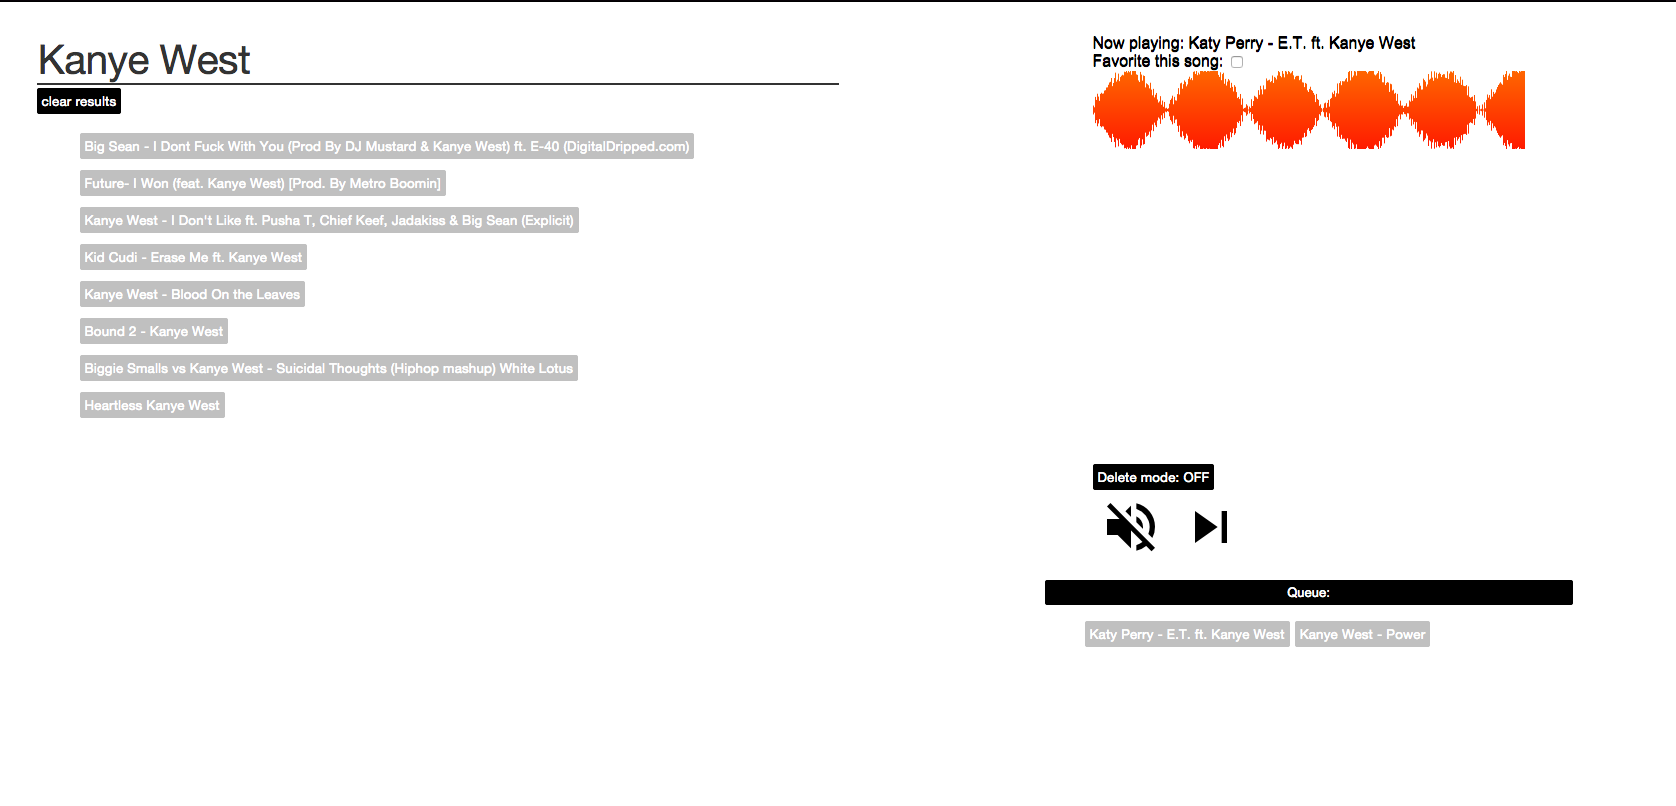 Kanye West
clear results
Big Sean - I Dont Fuck With You (Prod By DJ Mustard & Kanye West) ft. E-40 (DigitalDripped.com)
Future- I Won (feat. Kanye West) [Prod. By Metro Boomin]
Kanye West - I Don't Like ft. Pusha T, Chief Keef, Jadakiss & Big Sean (Explicit)
Kid Cudi - Erase Me ft. Kanye West
Kanye West - Blood On the Leaves
Bound 2 - Kanye West
Biggie Smalls vs Kanye West - Suicidal Thoughts (Hiphop mashup) White Lotus
Heartless Kanye West
Now playing: Katy Perry - E.T. ft. Kanye West
Favorite this song:
Delete mode: OFF
Queue:
Katy Perry - E.T. ft. Kanye West Kanye West - Power